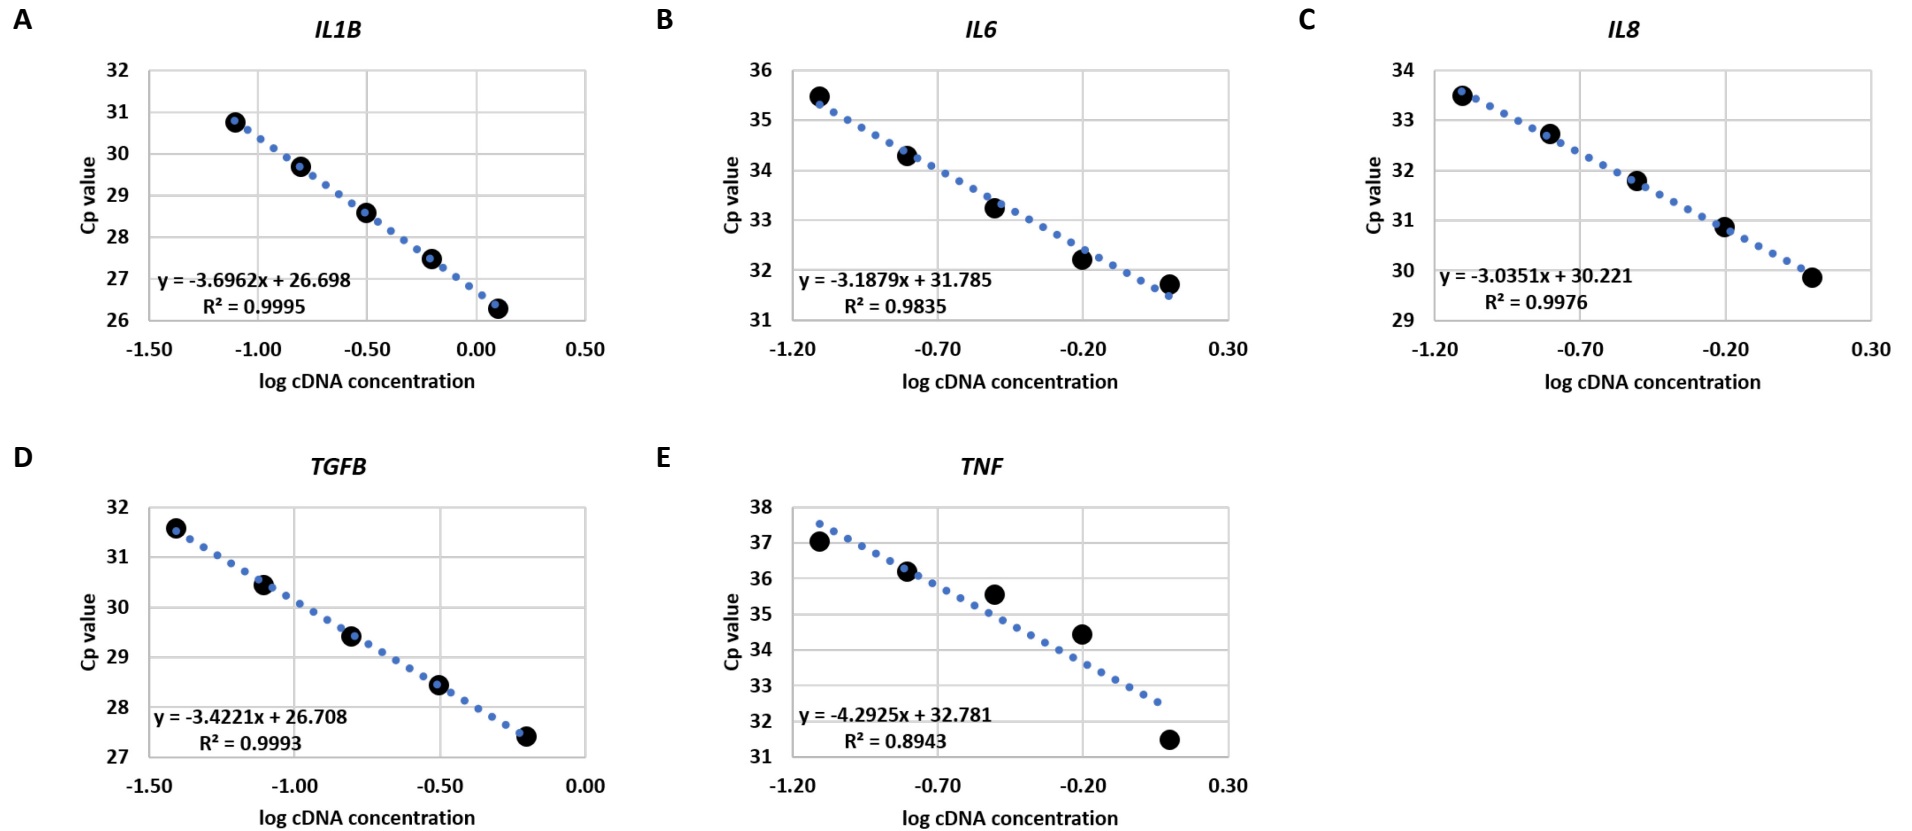 A
IL1B
32
31
30
29
28
27
26
Cp value
y = -3.6962x + 26.698
R² = 0.9995
-1.50
-1.00
-0.50
0.00
0.50
log cDNA concentration
B
IL6
36
35
34
33
32
31
Cp value
y = -3.1879x + 31.785
R² = 0.9835
-1.20
-0.70
-0.20
0.30
log cDNA concentration
C
IL8
34
33
32
31
30
29
Cp value
y = -3.0351x + 30.221
R² = 0.9976
-1.20
-0.70
-0.20
0.30
log cDNA concentration
D
TGFB
32
31
30
29
28
27
Cp value
y = -3.4221x + 26.708
R² = 0.9993
-1.50
-1.00
-0.50
0.00
log cDNA concentration
E
TNF
38
37
36
35
34
33
32
31
Cp value
y = -4.2925x + 32.781
R² = 0.8943
-1.20
-0.70
-0.20
0.30
log cDNA concentration